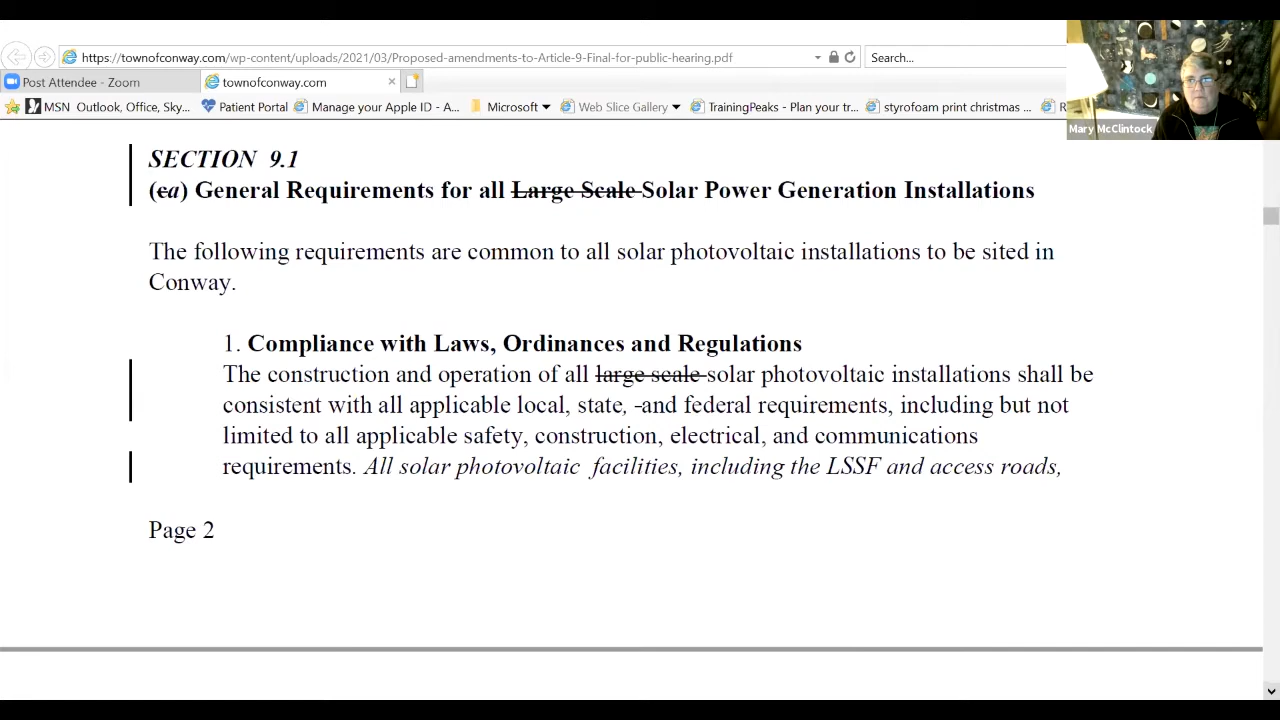 https://townofconway.com/wp-content/uploads/2021/03/Proposed-amendments-to-Article-9-Final-for-public-hearing.pdf
Search...
Post Attendee - Zoom
townofconway.com
MSN
Outlook, Office, Sky...
Patient Portal
Manage your Apple ID - A...
Microsoft
Web Slice Gallery
TrainingPeaks - Plan your tr...
styrofoam print christmas ...
Mary McClintock
SECTION 9.1
(ea) General Requirements for all Large Scale Solar Power Generation Installations
The following requirements are common to all solar photovoltaic installations to be sited in
Conway.
1. Compliance with Laws, Ordinances and Regulations
The construction and operation of all large scale solar photovoltaic installations shall be
consistent with all applicable local, state, -and federal requirements, including but not
limited to all applicable safety, construction, electrical, and communications
requirements. All solar photovoltaic facilities, including the LSSF and access roads,
Page 2